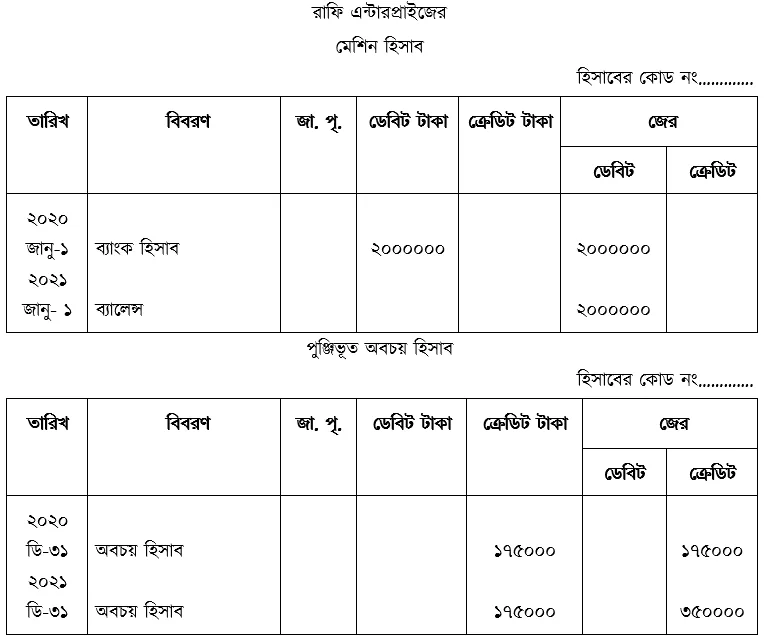 রাফি এন্টারপ্রাইজের
মেশিন হিসাব
হিসাবের কোড নং.............
তারিখ বিবরণ জা. পৃ. ডেবিট টাকা ক্রেডিট টাকা জের
ডেবিট ক্রেডিট
২০২০
জানু-১ ব্যাংক হিসাব ২০০০০০০ ২০০০০০০
২০২১
জানু- ১ ব্যালেন্স ২০০০০০০
পুঞ্জিভূত অবচয় হিসাব
হিসাবের কোড নং.............
তারিখ বিবরণ জা. পৃ. ডেবিট টাকা ক্রেডিট টাকা জের
ডেবিট ক্রেডিট
২০২০
ডি-৩১ অবচয় হিসাব ১৭৫০০০ ১৭৫০০০
২০২১
ডি-৩১ অবচয় হিসাব ১৭৫০০০ ৩৫০০০০